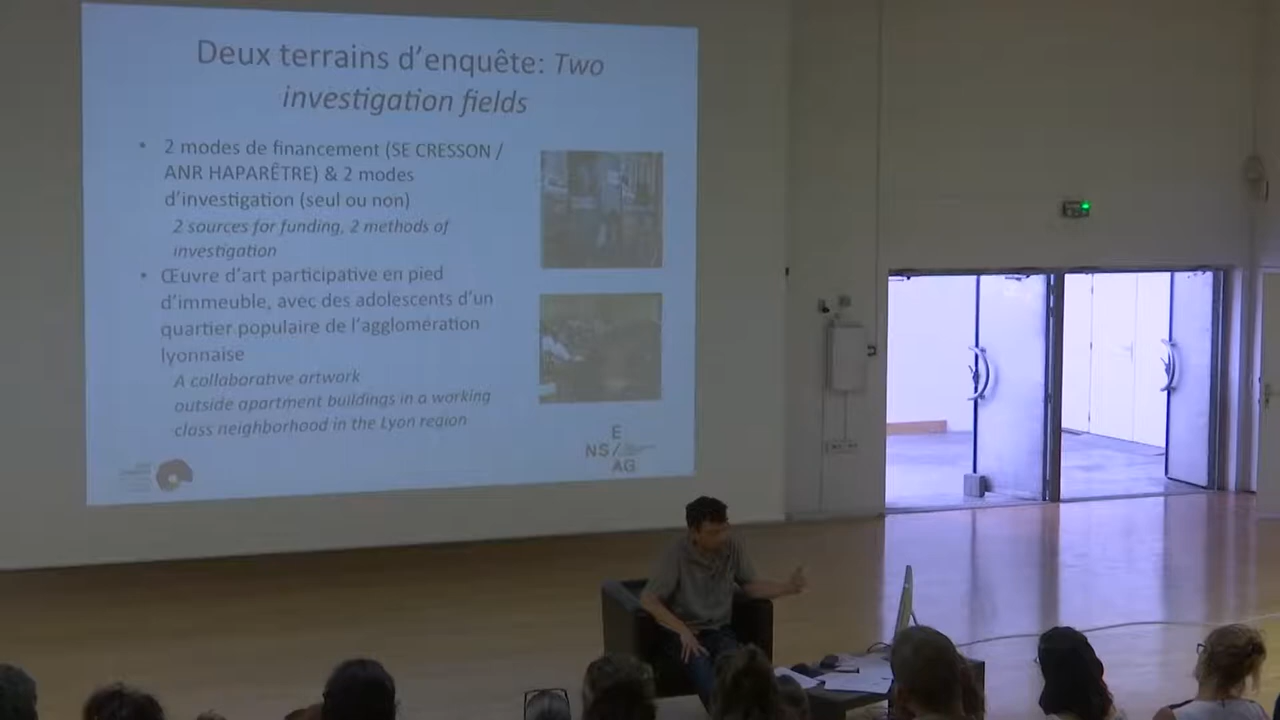 Deux terrains d'enquête: Two
investigation fields
• 2 modes de financement (SE CRESSON /
ANR HAPARÊTRE) & 2 modes
d'investigation (seul ou non)
2 sources for funding, 2 methods of
investigation
• Œuvre d'art participative en pied
d'immeuble, avec des adolescents d'un
quartier populaire de l'agglomération
lyonnaise
A collaborative artwork
outside apartment buildings in a working
class neighborhood in the Lyon region
E
NS/
AG